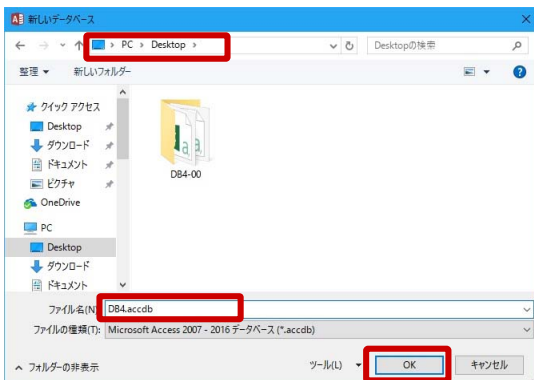 新しいデータベース
PC > Desktop >
Desktopの検索
整理
新しいフォルダー
クイック アクセス
Desktop
ダウンロード
ドキュメント
ピクチャ
OneDrive
PC
Desktop
ダウンロード
ドキュメント
DB4-00
ファイル名(N
DB4.accdb
ファイルの種類(T):
Microsoft Access 2007 - 2016 データベース (*.accdb)
フォルダーの非表示
ツール(L)
OK
キャンセル